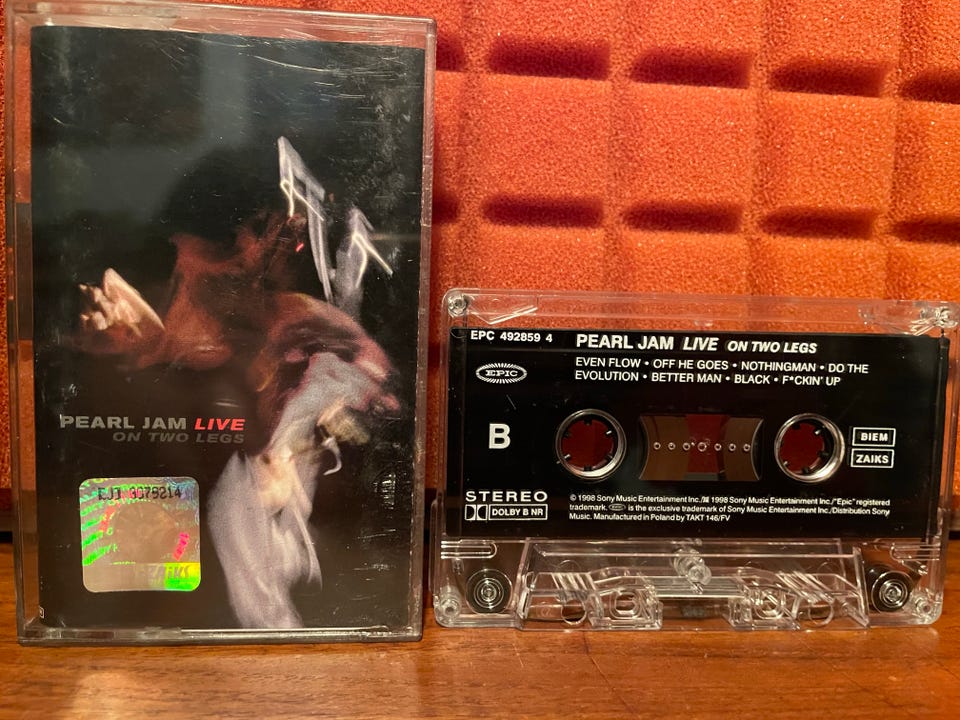 PEARL JAM LIVE
ON TWO LEGS
EJT 3079214
ZAiKS
EPC 492859 4
PEARL JAM LIVE ON TWO LEGS
EPIC
EVEN FLOW • OFF HE GOES • NOTHINGMAN • DO THE
EVOLUTION • BETTER MAN • BLACK • F*CKIN' UP
B
BIEM
ZAIKS
STEREO
DOLBY B NR
© 1998 Sony Music Entertainment Inc./℗ 1998 Sony Music Entertainment Inc./"Epic" registered
trademark. EPIC is the exclusive trademark of Sony Music Entertainment Inc./Distribution Sony
Music. Manufactured in Poland by TAKT 146/FV